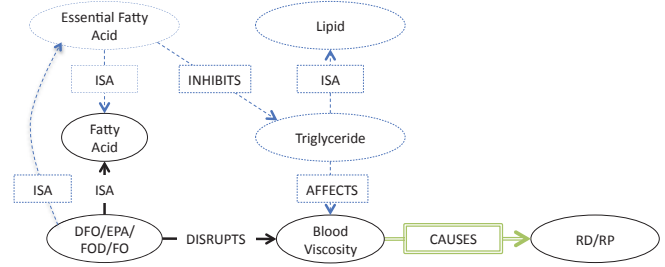 Essential Fatty
Acid
Lipid
ISA
INHIBITS
ISA
Fatty
Acid
Triglyceride
ISA
ISA
AFFECTS
DFO/EPA/
FOD/FO
DISRUPTS
Blood
Viscosity
CAUSES
RD/RP